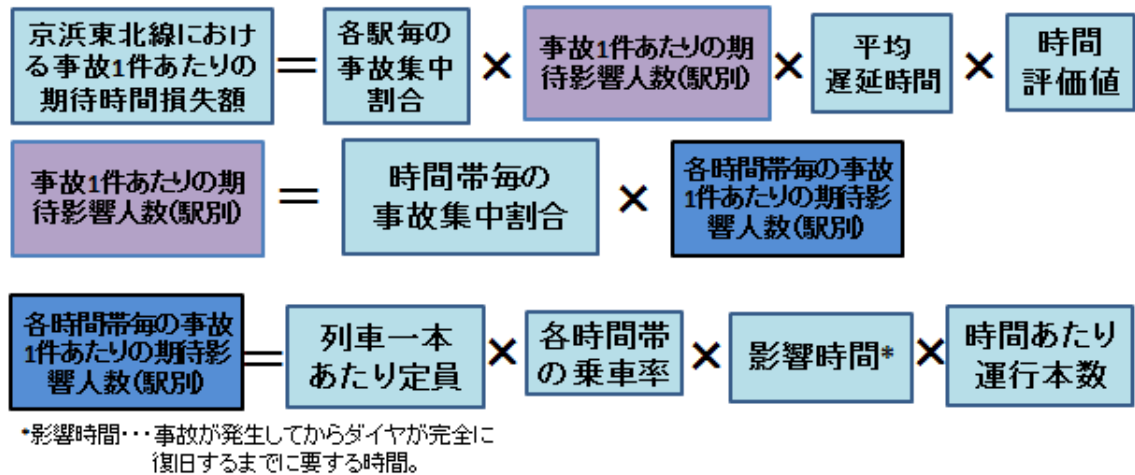 京浜東北線におけ
る事故1件あたりの
期待時間損失額
=
各駅毎の
事故集中
割合
×
事故1件あたりの期
待影響人数(駅別)
×
平均
遅延時間
×
時間
評価値
事故1件あたりの期
待影響人数(駅別)
=
時間帯毎の
事故集中割合
×
各時間帯毎の事故
1件あたりの期待影
響人数(駅別)
各時間帯毎の事故
1件あたりの期待影
響人数(駅別)
=
列車一本
あたり定員
×
各時間帯
の乗車率
×
影響時間*
×
時間あたり
運行本数
*影響時間・・・事故が発生してからダイヤが完全に
復旧するまでに要する時間。